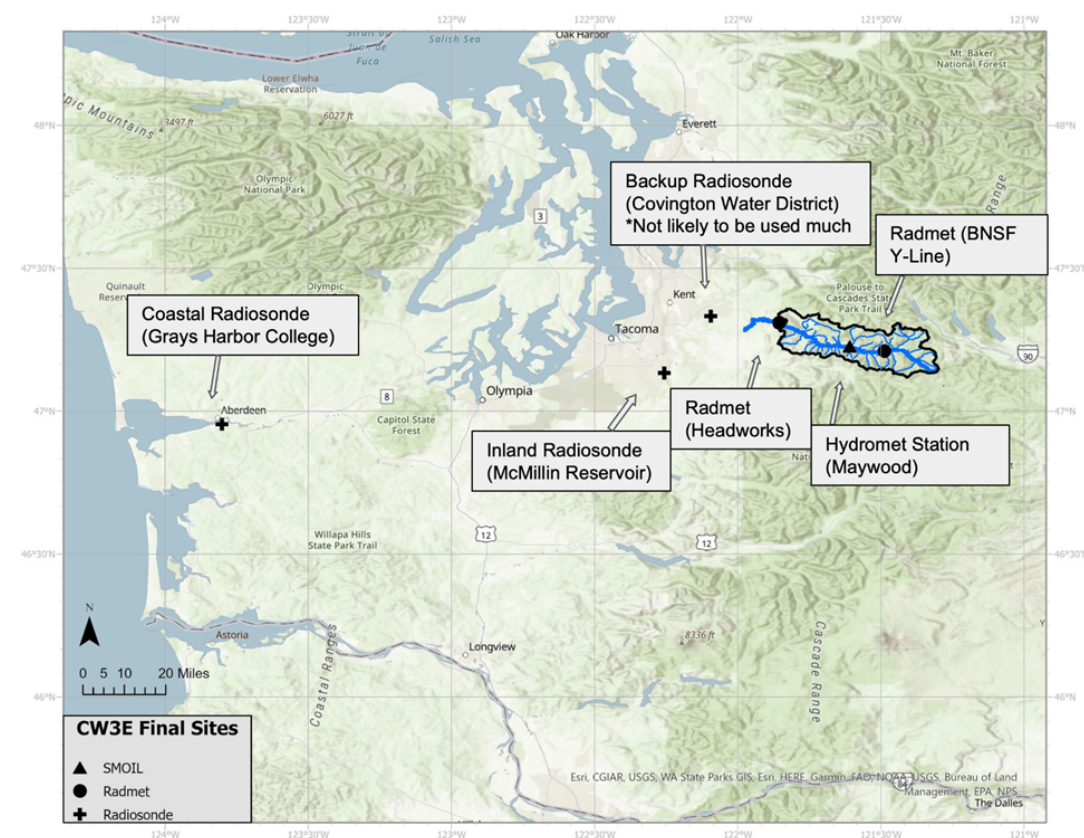 124°W
123°30'W
123°W
122°30'W
122°W
121°30'W
121°W
Strait of
Juan de
Fuca
Salish Sea
Oak Harbor
Mt. Baker
National Forest
Lower Elwha
Reservation
pic Mountains
3497 ft
6027 ft
48°N
48°N
Everett
Olympic
National Park
Range
Backup Radiosonde
(Covington Water District)
*Not likely to be used much
3
Radmet (BNSF
Y-Line)
47°30'N
47°30'N
Quinault
Olympic
Kent
Palouse to
Cascades State
Park Trail
Coastal Radiosonde
(Grays Harbor College)
Tacoma
90
8
Olympia
Aberdeen
Capitol State
Forest
47°N
47°N
Radmet
(Headworks)
Inland Radiosonde
(McMillin Reservoir)
Hydromet Station
(Maywood)
12
12
Willapa Hills
State Park Trail
46°30'N
46°30'N
N
Astoria
Longview
8336 ft
Coastal Ranges
Cascade Range
0 5 10 20 Miles
46°N
46°N
CW3E Final Sites
SMOIL
Radmet
Radiosonde
Esri, CGIAR, USGS, WA State Parks GIS, Esri, HERE, Garmin, FAO, NOAA, USGS, Bureau of Land
Management, EPA, NPS
The Dalles
124°W
123°30'W
123°W
122°30'W
122°W
121°30'W
121°W